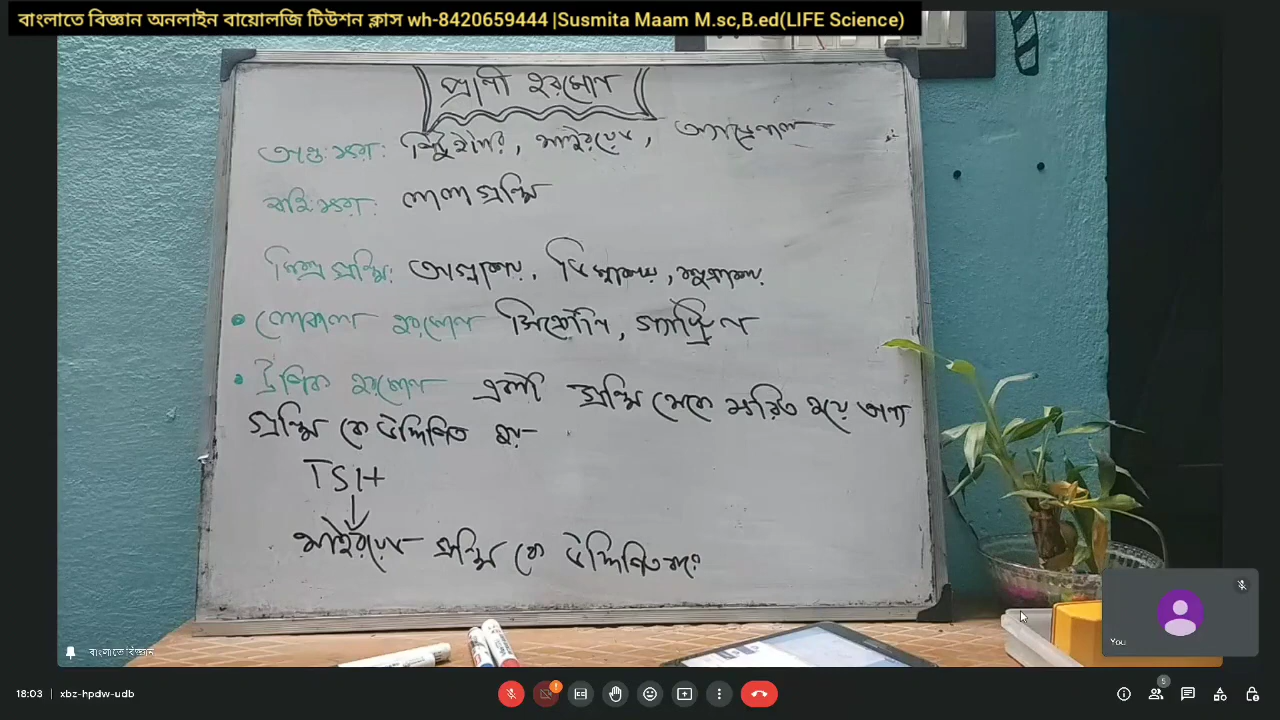 বাংলাতে বিজ্ঞান অনলাইন বায়োলজি টিউশন ক্লাস wh-8420659444 |Susmita Maam M.sc,B.ed(LIFE Science)
প্রাণী হরমোন
অন্তঃক্ষরা: পিটুইটারি, থাইরয়েড, অ্যাড্রেনাল
বহিঃক্ষরা: লালাগ্রন্থি
মিশ্র গ্রন্থি: অগ্ন্যাশয়, ডিম্বাশয়, শুক্রাশয়
• লোকাল হরমোন সিক্রেটিন, গ্যাস্ট্রিন
• ট্রপিক হরমোন একটি গ্রন্থি থেকে ক্ষরিত হয়ে অন্য
গ্রন্থি কে উদ্দিপিত
TSH
↓
থাইরয়েড গ্রন্থি কে উদ্দিপিত করে
বাংলাতে বিজ্ঞান
You
18:03 | xbz-hpdw-udb
5